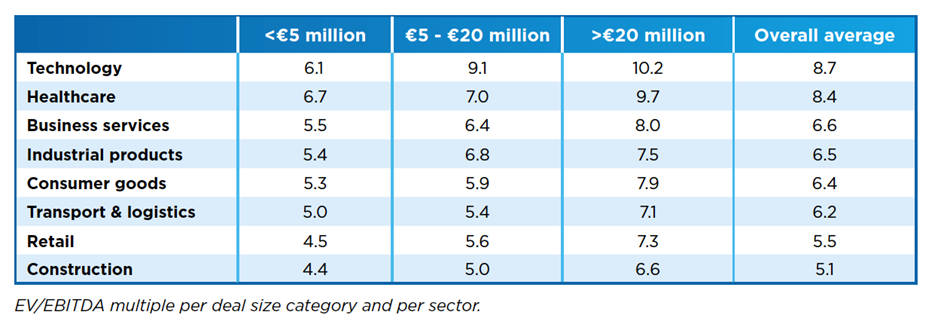 <€5 million €5 - €20 million >€20 million Overall average
Technology 6.1 9.1 10.2 8.7
Healthcare 6.7 7.0 9.7 8.4
Business services 5.5 6.4 8.0 6.6
Industrial products 5.4 6.8 7.5 6.5
Consumer goods 5.3 5.9 7.9 6.4
Transport & logistics 5.0 5.4 7.1 6.2
Retail 4.5 5.6 7.3 5.5
Construction 4.4 5.0 6.6 5.1
EV/EBITDA multiple per deal size category and per sector.